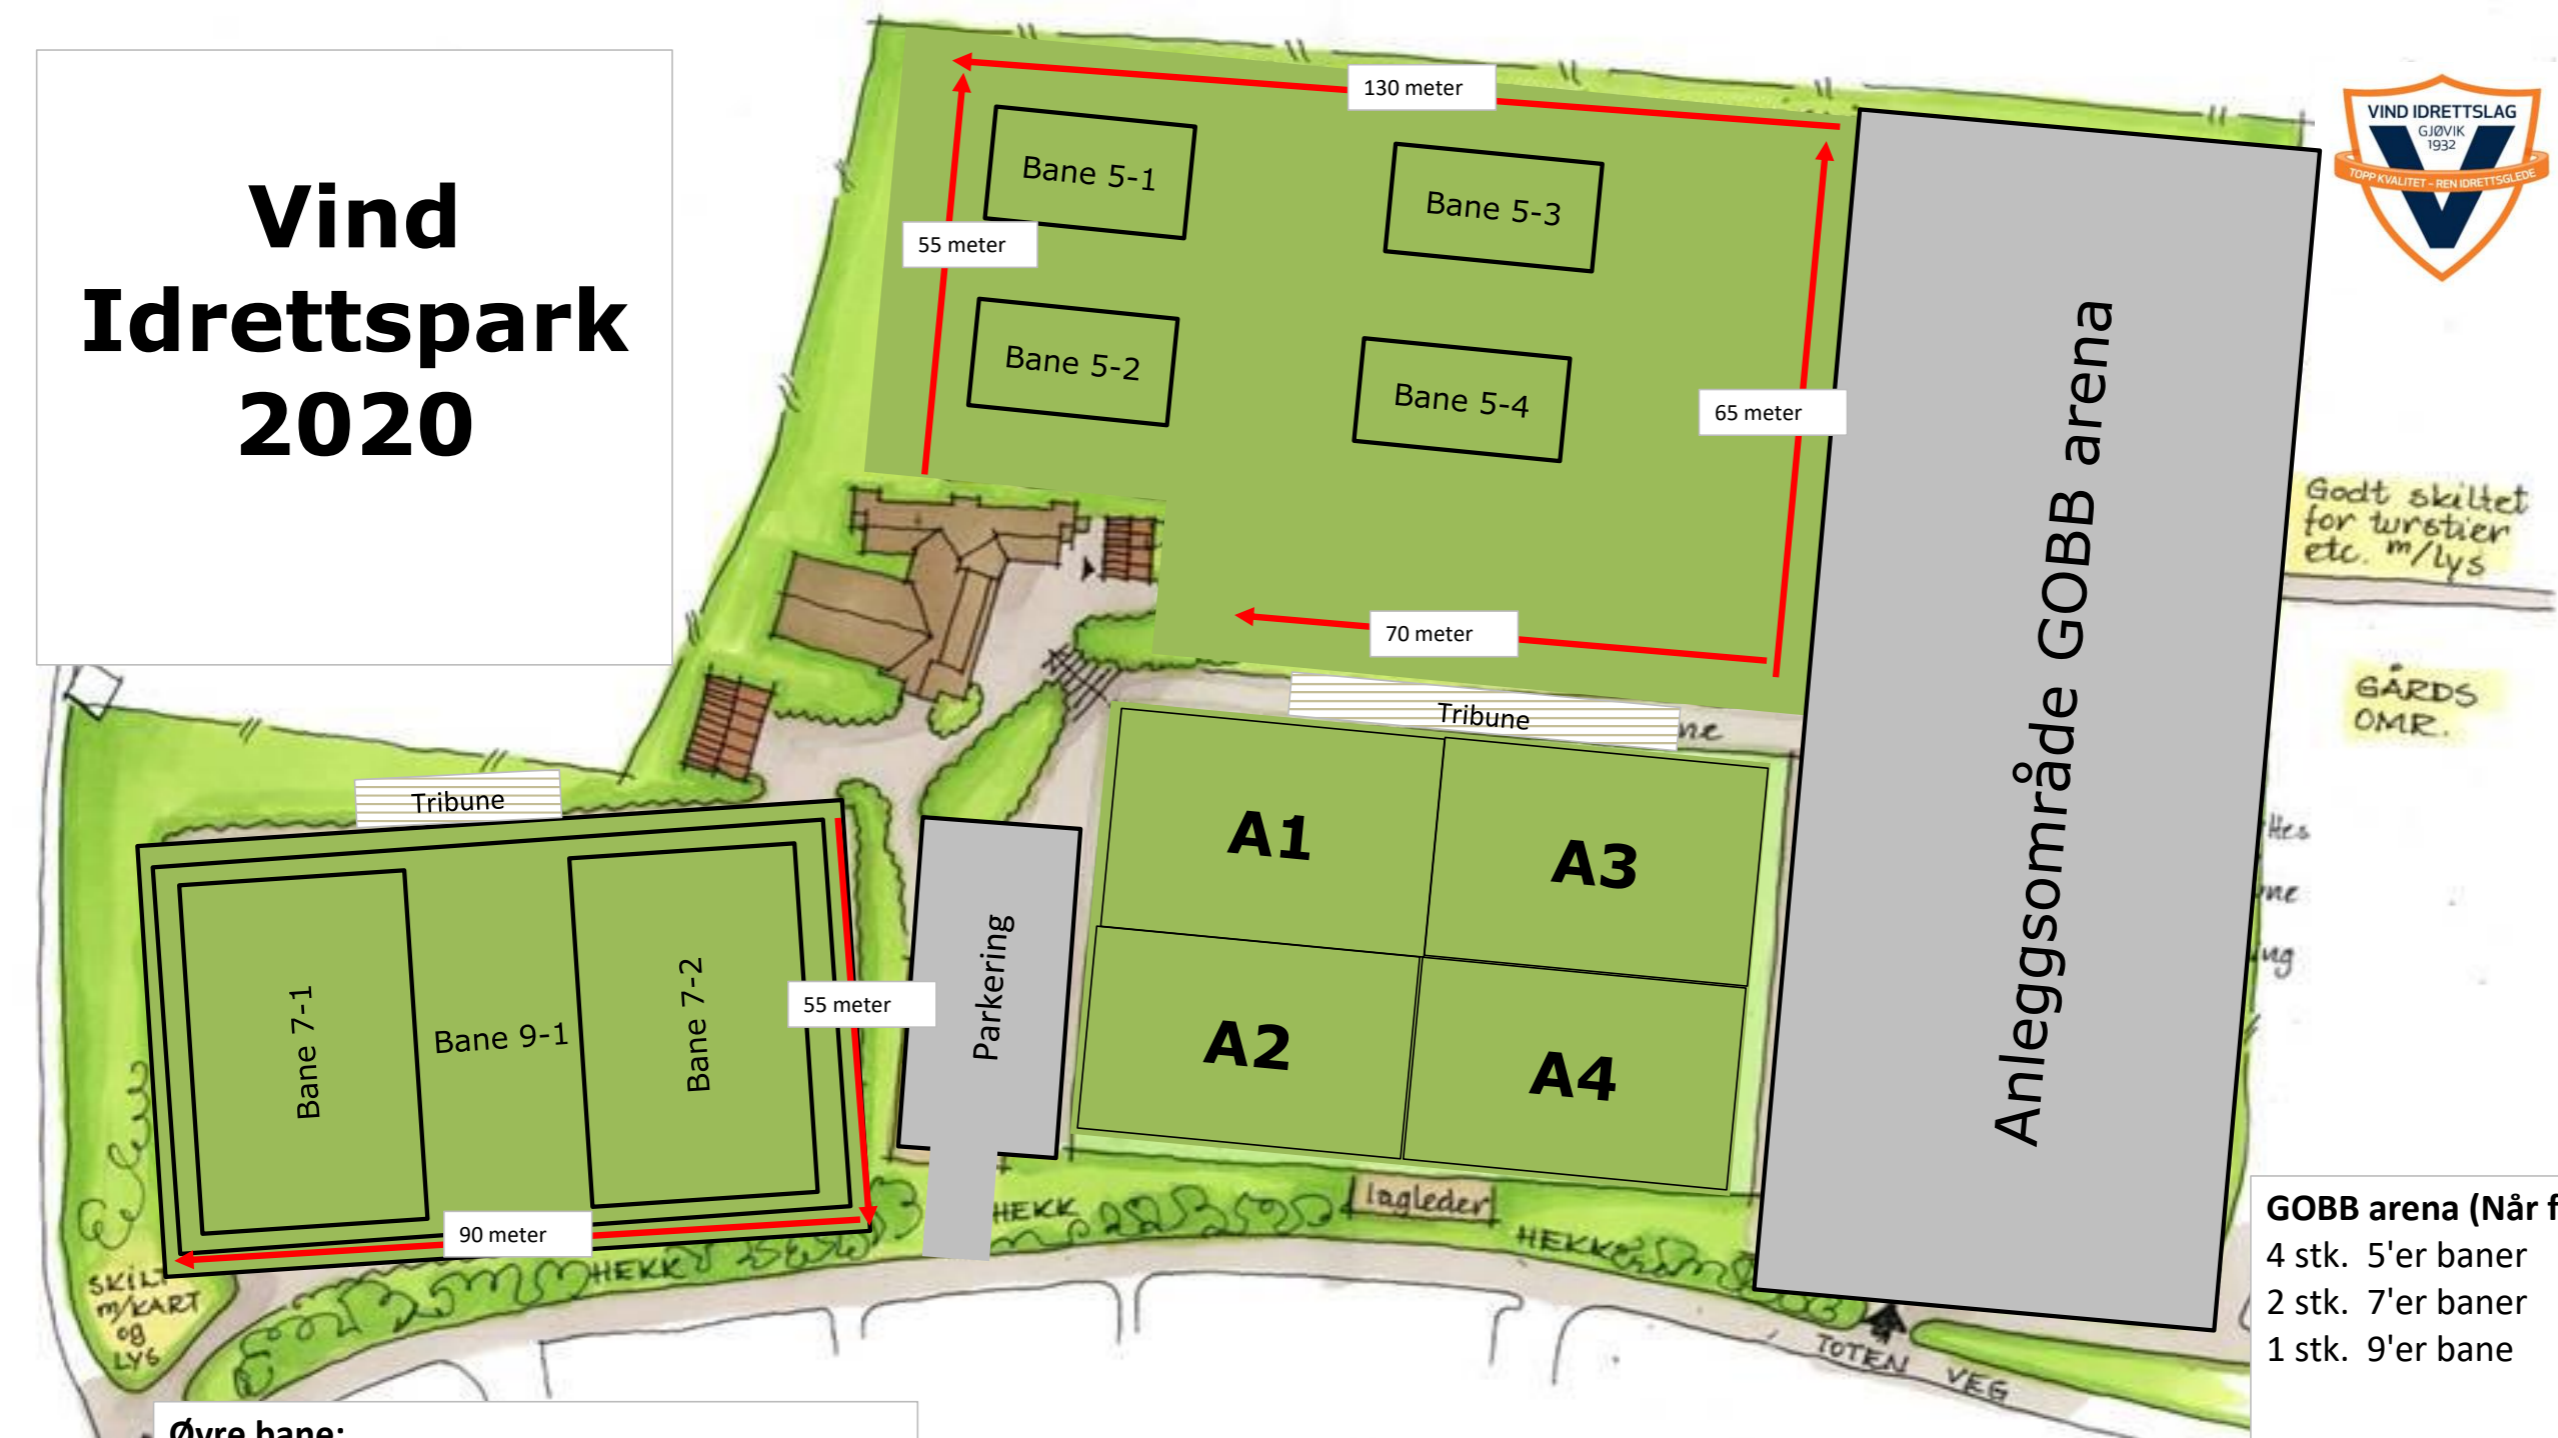 Vind
Idrettspark
2020
130 meter
VIND IDRETTSLAG
GJØVIK
1932
TOPP KVALITET - REN IDRETTSGLEDE
Bane 5-1
Bane 5-3
55 meter
Bane 5-2
Bane 5-4
65 meter
Anleggsområde GOBB arena
Godt skiltet
for turstier
etc. m/lys
70 meter
GÅRDS
OMR.
Tribune
ne
Tribune
A1
A3
A2
A4
Bane 7-1
Bane 9-1
Bane 7-2
55 meter
Parkering
ne
ng
90 meter
HEKK
HEKK
lagleder
HEKK
SKILT
m/KART
og
LYS
TOTEN VEG
GOBB arena (Når f
4 stk. 5'er baner
2 stk. 7'er baner
1 stk. 9'er bane
Øvre bane: